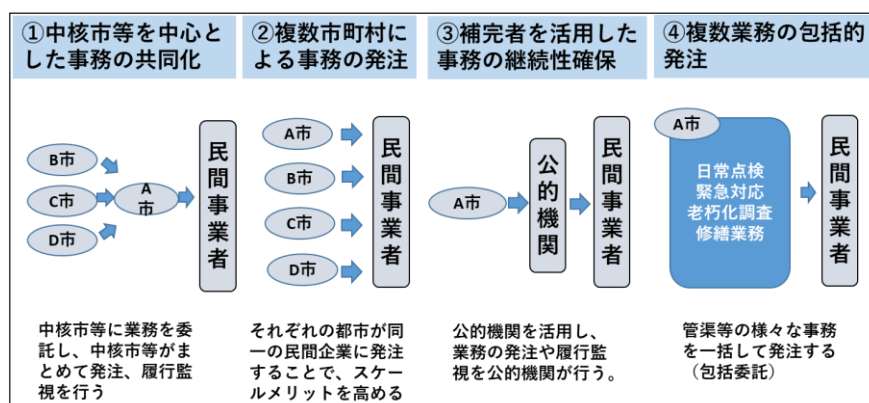 ①中核市等を中心と
した事務の共同化
B市
C市
D市
A
市
民間事業者
中核市等に業務を委
託し、中核市等がま
とめて発注、履行監
視を行う
②複数市町村に
よる事務の発注
A市
B市
C市
D市
民間事業者
それぞれの都市が同
一の民間企業に発注
することで、スケー
ルメリットを高める
③補完者を活用した
事務の継続性確保
A市
公的機関
民間事業者
公的機関を活用し、
業務の発注や履行監
視を公的機関が行う。
④複数業務の包括的
発注
A市
日常点検
緊急対応
老朽化調査
修繕業務
民間事業者
管渠等の様々な事務
を一括して発注する
（包括委託）